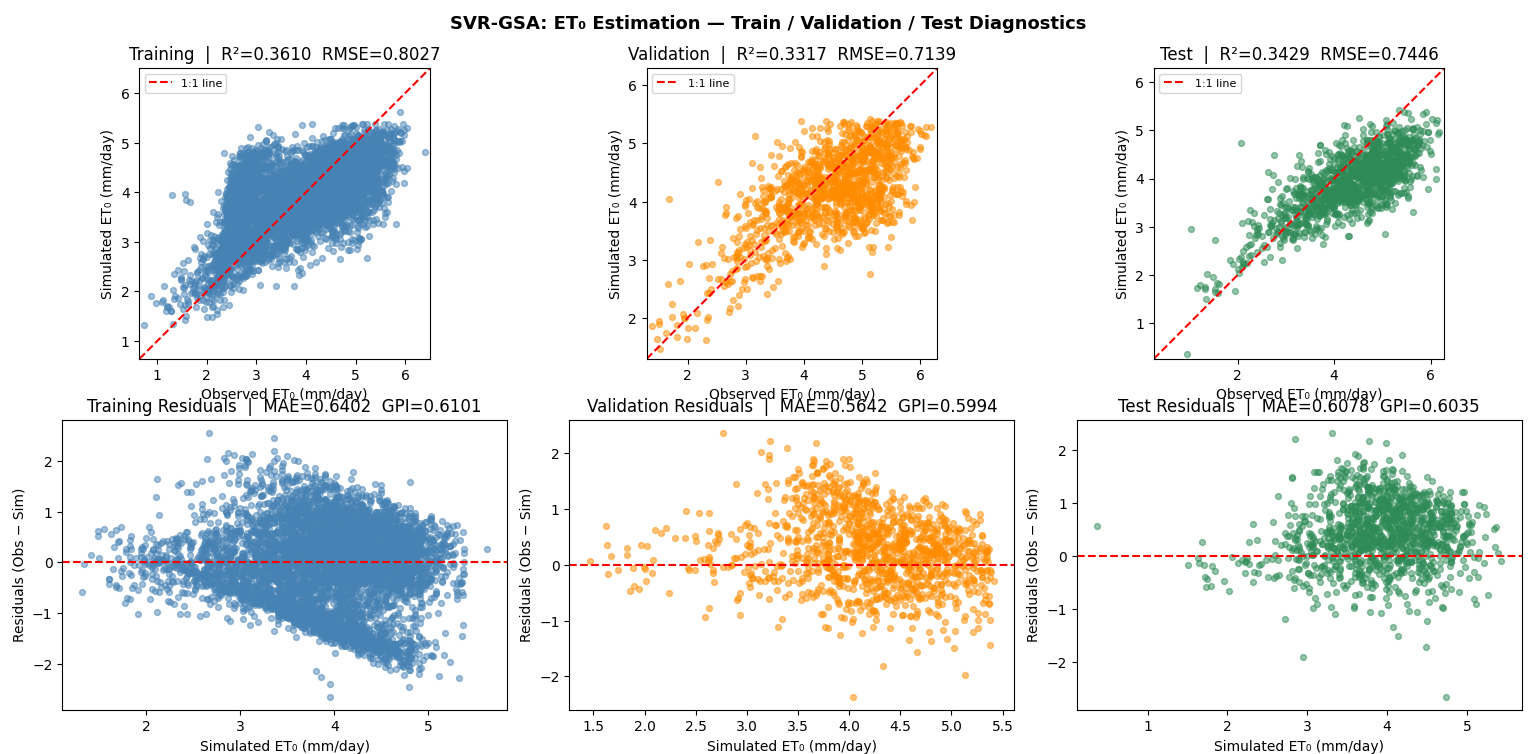 SVR-GSA: ET₀ Estimation — Train / Validation / Test Diagnostics
Training | R²=0.3610 RMSE=0.8027
1:1 line
Simulated ET₀ (mm/day)
6
5
4
3
2
1
1 2 3 4 5 6
Observed ET₀ (mm/day)
Validation | R²=0.3317 RMSE=0.7139
1:1 line
Simulated ET₀ (mm/day)
6
5
4
3
2
2 3 4 5 6
Observed ET₀ (mm/day)
Test | R²=0.3429 RMSE=0.7446
1:1 line
Simulated ET₀ (mm/day)
6
5
4
3
2
1
2 4 6
Observed ET₀ (mm/day)
Training Residuals | MAE=0.6402 GPI=0.6101
Residuals (Obs − Sim)
2
1
0
−1
−2
2 3 4 5
Simulated ET₀ (mm/day)
Validation Residuals | MAE=0.5642 GPI=0.5994
Residuals (Obs − Sim)
2
1
0
−1
−2
1.5 2.0 2.5 3.0 3.5 4.0 4.5 5.0 5.5
Simulated ET₀ (mm/day)
Test Residuals | MAE=0.6078 GPI=0.6035
Residuals (Obs − Sim)
2
1
0
−1
−2
1 2 3 4 5
Simulated ET₀ (mm/day)